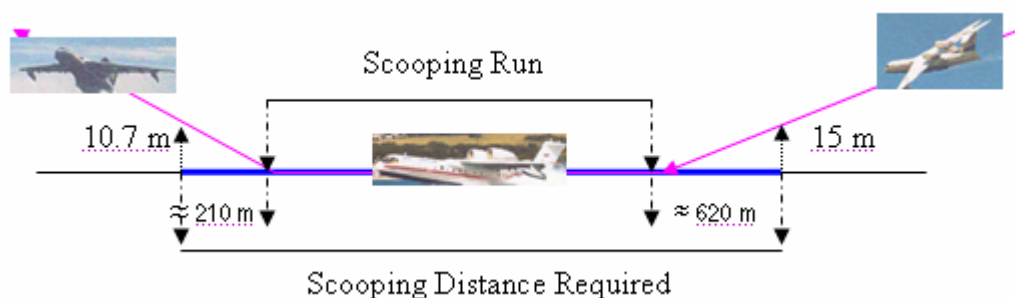 Scooping Run
10.7 m
15 m
≈ 210 m
≈ 620 m
Scooping Distance Required